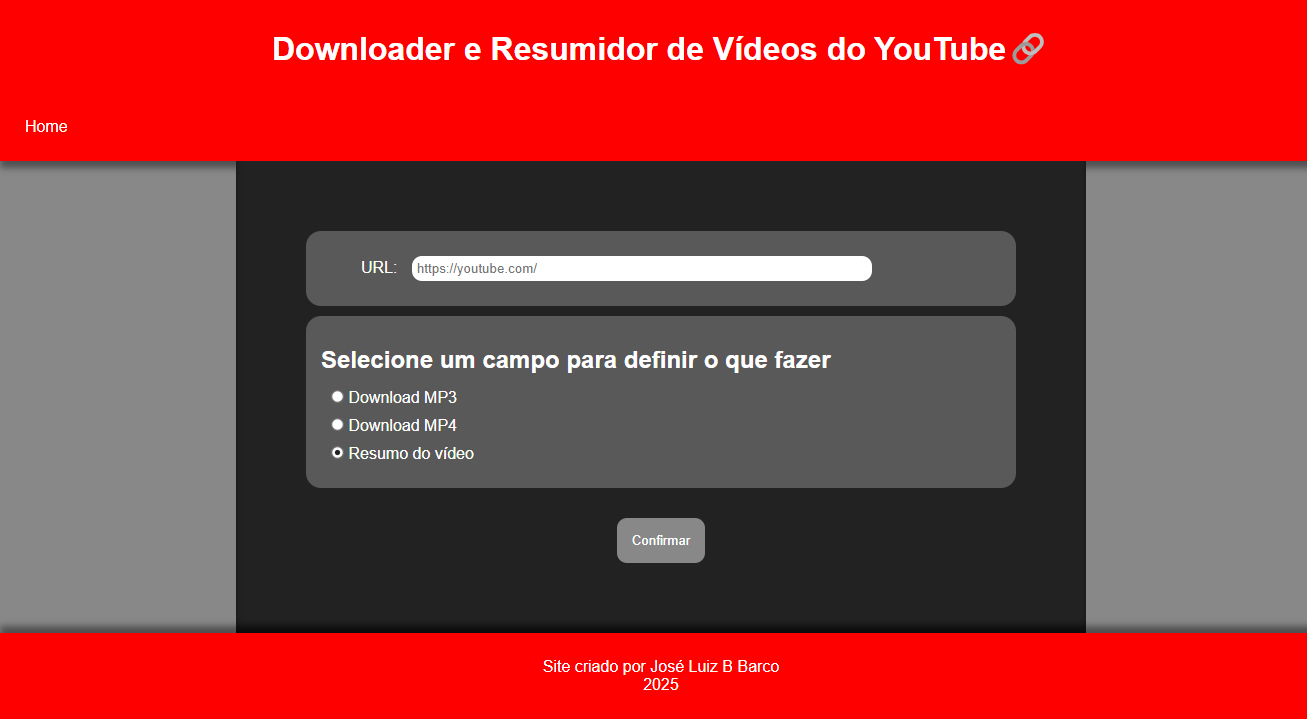 Downloader e Resumidor de Vídeos do YouTube
Home
URL: https://youtube.com/
Selecione um campo para definir o que fazer
Download MP3
Download MP4
Resumo do vídeo
Confirmar
Site criado por José Luiz B Barco
2025